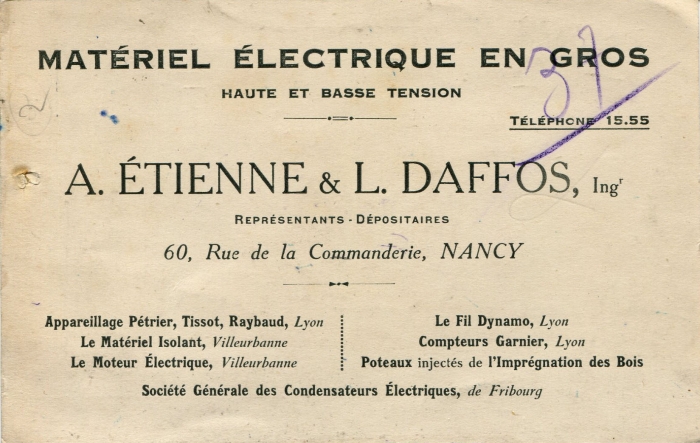 MATÉRIEL ÉLECTRIQUE EN GROS
HAUTE ET BASSE TENSION
TÉLÉPHONE 15.55
37
2
A. ÉTIENNE & L. DAFFOS, Ingr
REPRÉSENTANTS - DÉPOSITAIRES
60, Rue de la Commanderie, NANCY
Appareillage Pétrier, Tissot, Raybaud, Lyon
Le Matériel Isolant, Villeurbanne
Le Moteur Électrique, Villeurbanne
Le Fil Dynamo, Lyon
Compteurs Garnier, Lyon
Poteaux injectés de l'Imprégnation des Bois
Société Générale des Condensateurs Électriques, de Fribourg